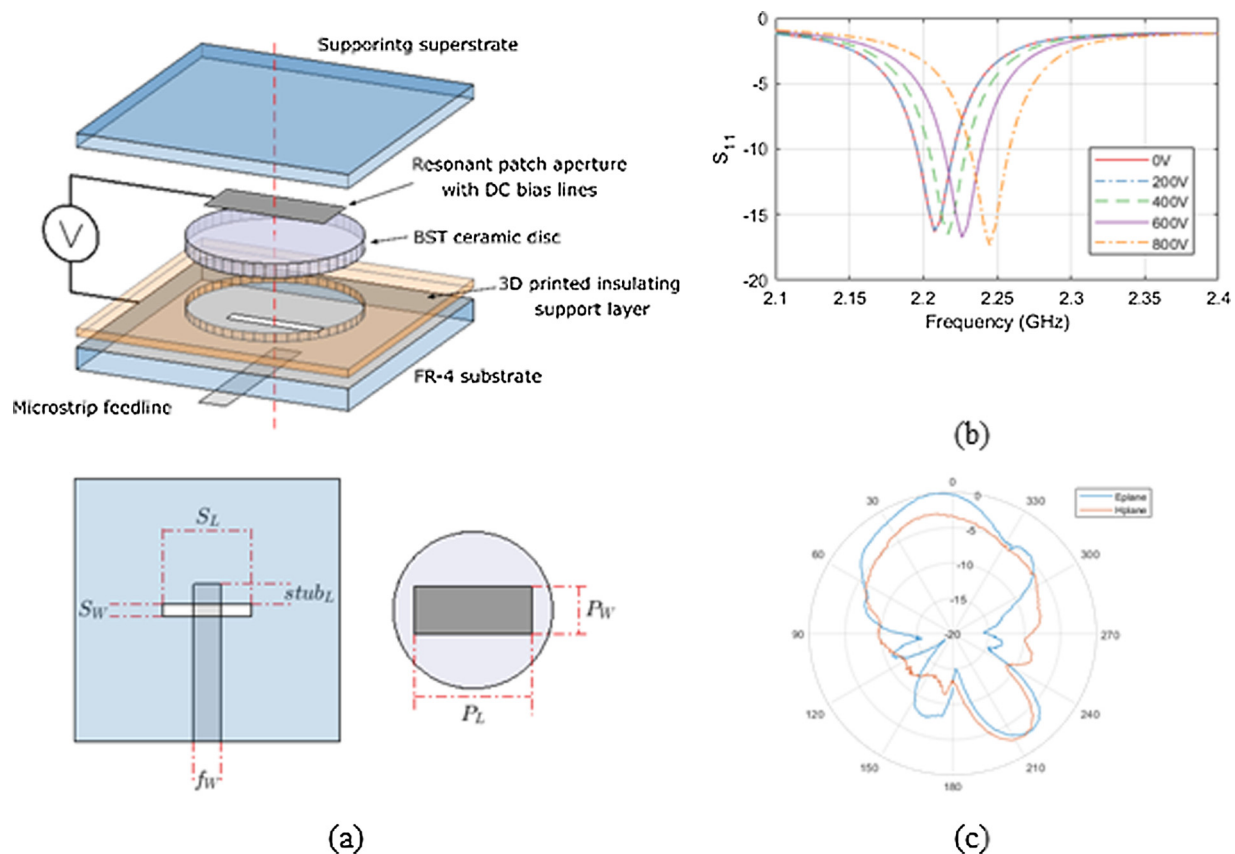 Supporintg superstrate
Resonant patch aperture
with DC bias lines
V
BST ceramic disc
3D printed insulating
support layer
FR-4 substrate
Microstrip feedline
S_L
S_W
stub_L
f_W
P_W
P_L
(a)
0
-5
-10
-15
-20
S_11
2.1
2.15
2.2
2.25
2.3
2.35
2.4
Frequency (GHz)
0V
200V
400V
600V
800V
(b)
0
30
60
90
120
150
180
210
240
270
300
330
0
-5
-10
-15
-20
Eplane
Hplane
(c)